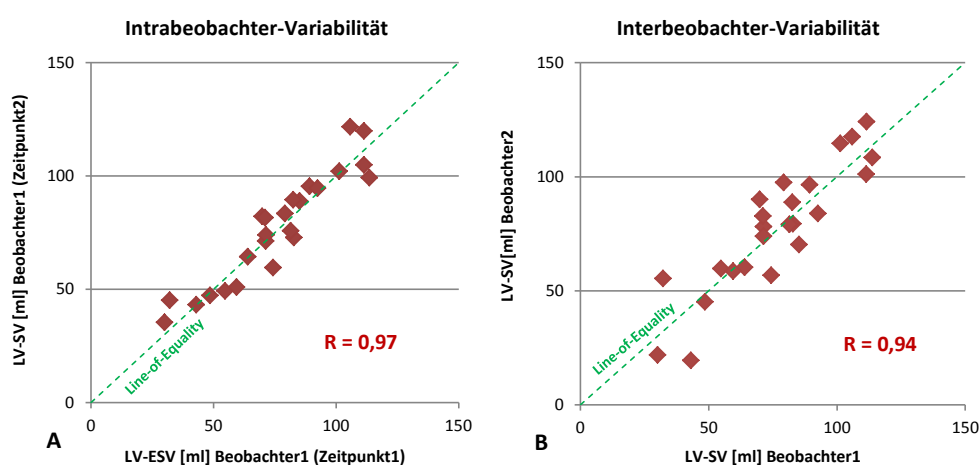 Intrabeobachter-Variabilität
LV-SV [ml] Beobachter1 (Zeitpunkt2)
150
100
50
0
0 50 100 150
Line-of-Equality
R = 0,97
A
LV-ESV [ml] Beobachter1 (Zeitpunkt1)
Interbeobachter-Variabilität
LV-SV[ml] Beobachter2
150
100
50
0
0 50 100 150
Line-of-Equality
R = 0,94
B
LV-SV [ml] Beobachter1